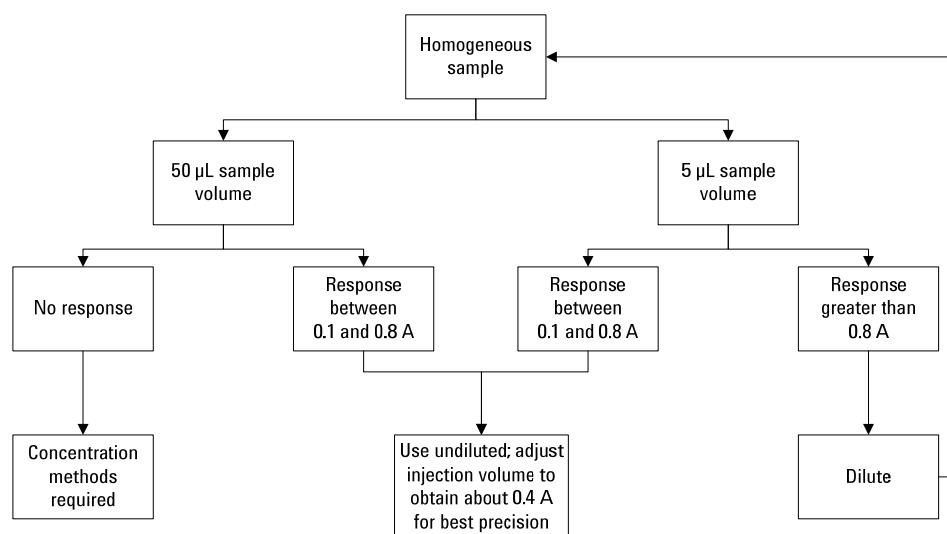 Homogeneous
sample
50 µL sample
volume
5 µL sample
volume
No response
Response
between
0.1 and 0.8 A
Response
between
0.1 and 0.8 A
Response
greater than
0.8 A
Concentration
methods
required
Use undiluted; adjust
injection volume to
obtain about 0.4 A
for best precision
Dilute